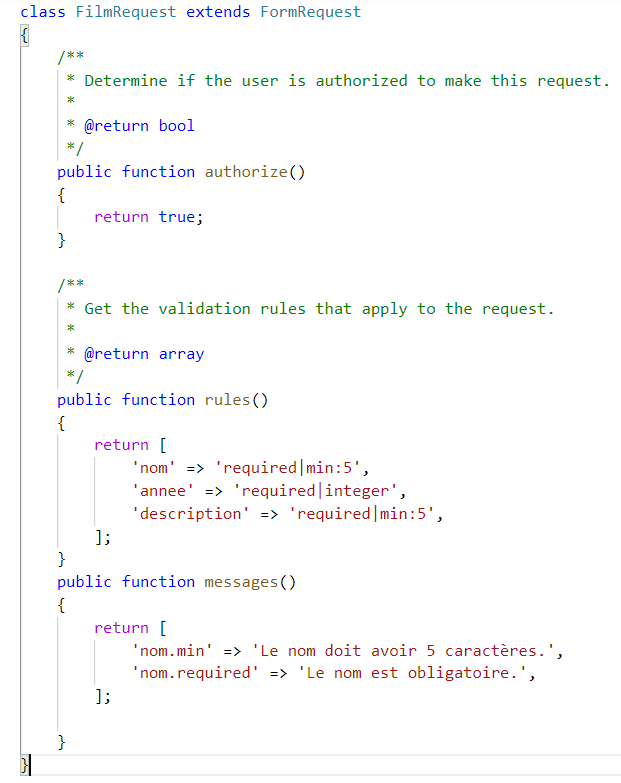 class FilmRequest extends FormRequest
{
    /**
     * Determine if the user is authorized to make this request.
     *
     * @return bool
     */
    public function authorize()
    {
        return true;
    }

    /**
     * Get the validation rules that apply to the request.
     *
     * @return array
     */
    public function rules()
    {
        return [
            'nom' => 'required|min:5',
            'annee' => 'required|integer',
            'description' => 'required|min:5',
        ];
    }
    public function messages()
    {
        return [
            'nom.min' => 'Le nom doit avoir 5 caractères.',
            'nom.required' => 'Le nom est obligatoire.',
        ];

    }
}